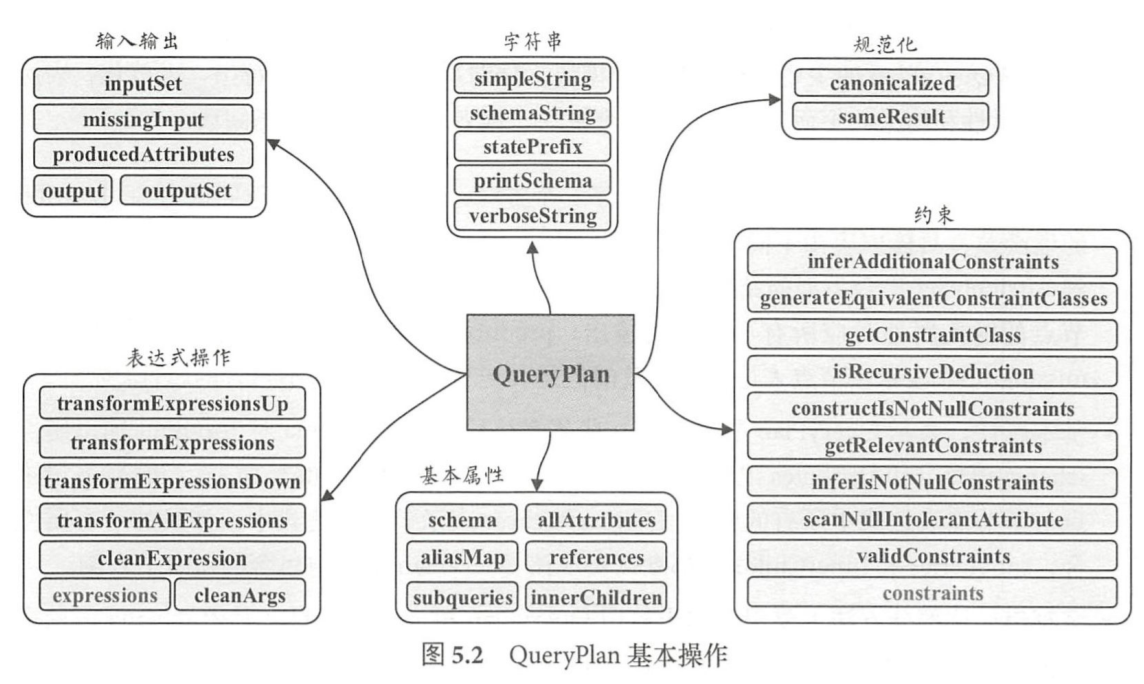 输入输出
inputSet
missingInput
producedAttributes
output outputSet
字符串
simpleString
schemaString
statePrefix
printSchema
verboseString
规范化
canonicalized
sameResult
约束
inferAdditionalConstraints
generateEquivalentConstraintClasses
getConstraintClass
isRecursiveDeduction
constructIsNotNullConstraints
getRelevantConstraints
inferIsNotNullConstraints
scanNullIntolerantAttribute
validConstraints
constraints
QueryPlan
表达式操作
transformExpressionsUp
transformExpressions
transformExpressionsDown
transformAllExpressions
cleanExpression
expressions cleanArgs
基本属性
schema allAttributes
aliasMap references
subqueries innerChildren
图 5.2 QueryPlan 基本操作